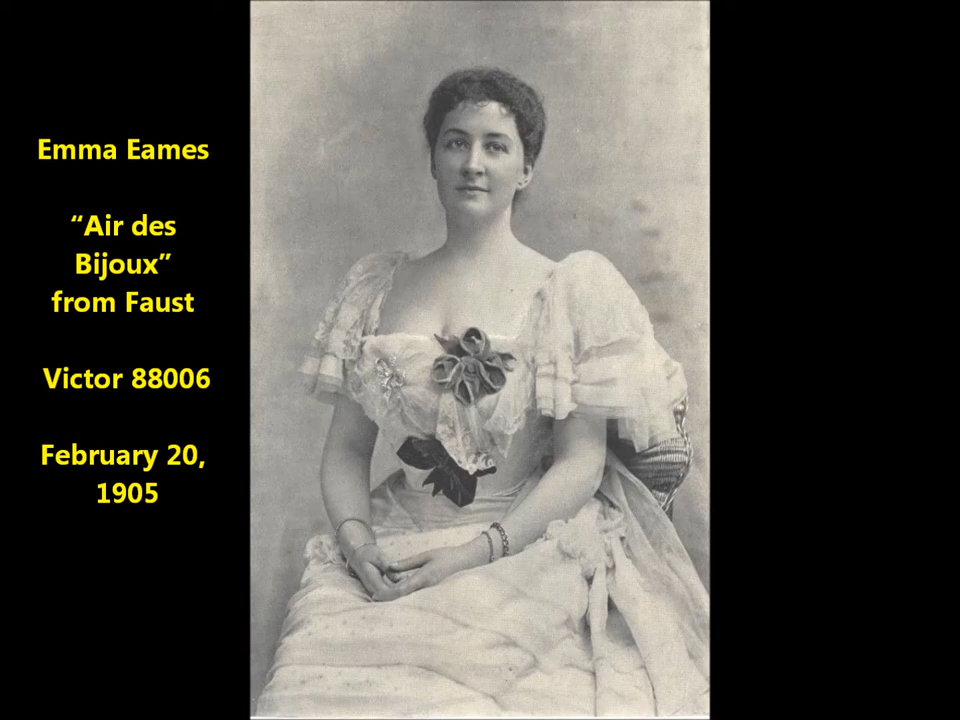 Emma Eames
“Air des
Bijoux”
from Faust
Victor 88006
February 20,
1905